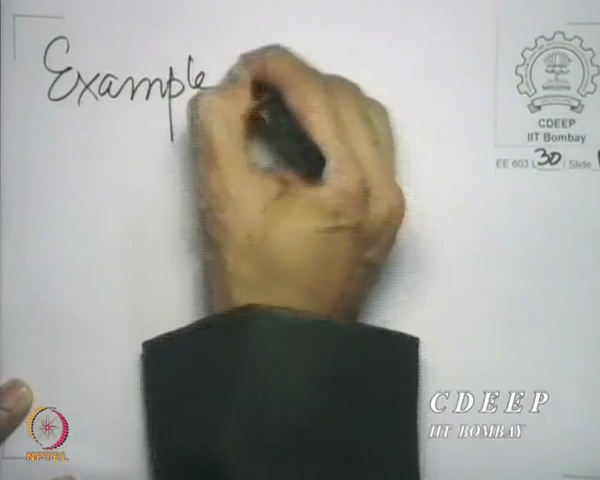 Example
CDEEP
IIT Bombay
EE 603 L 30 / Slide
CDEEP
IIT BOMBAY
NPTEL